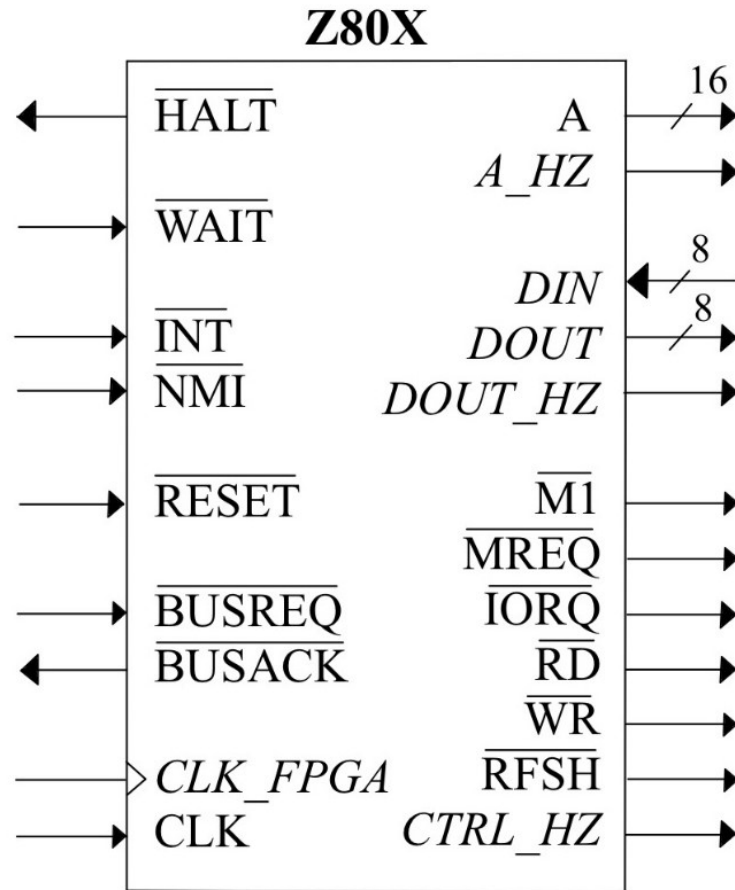 Z80X
HALT
WAIT
INT
NMI
RESET
BUSREQ
BUSACK
CLK_FPGA
CLK
A
16
A_HZ
DIN
8
DOUT
8
DOUT_HZ
M1
MREQ
IORQ
RD
WR
RFSH
CTRL_HZ